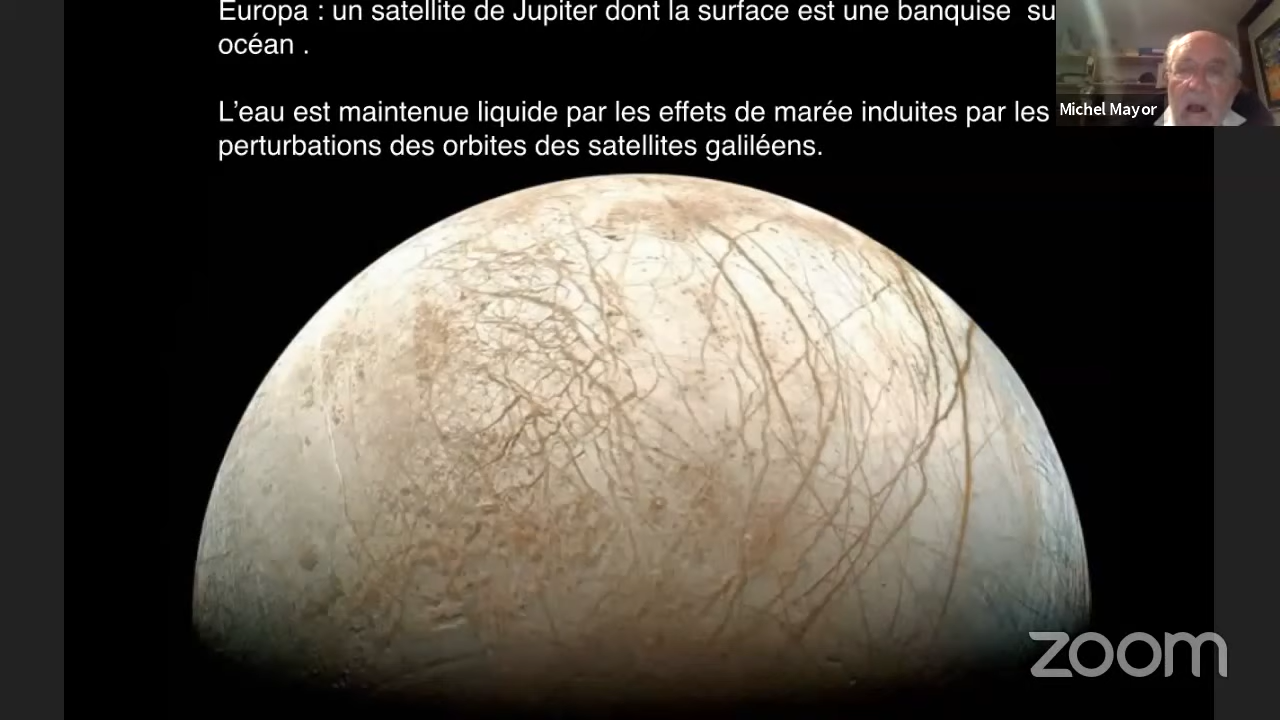 Europa : un satellite de Jupiter dont la surface est une banquise su
océan .
L'eau est maintenue liquide par les effets de marée induites par les
perturbations des orbites des satellites galiléens.
Michel Mayor
zoom